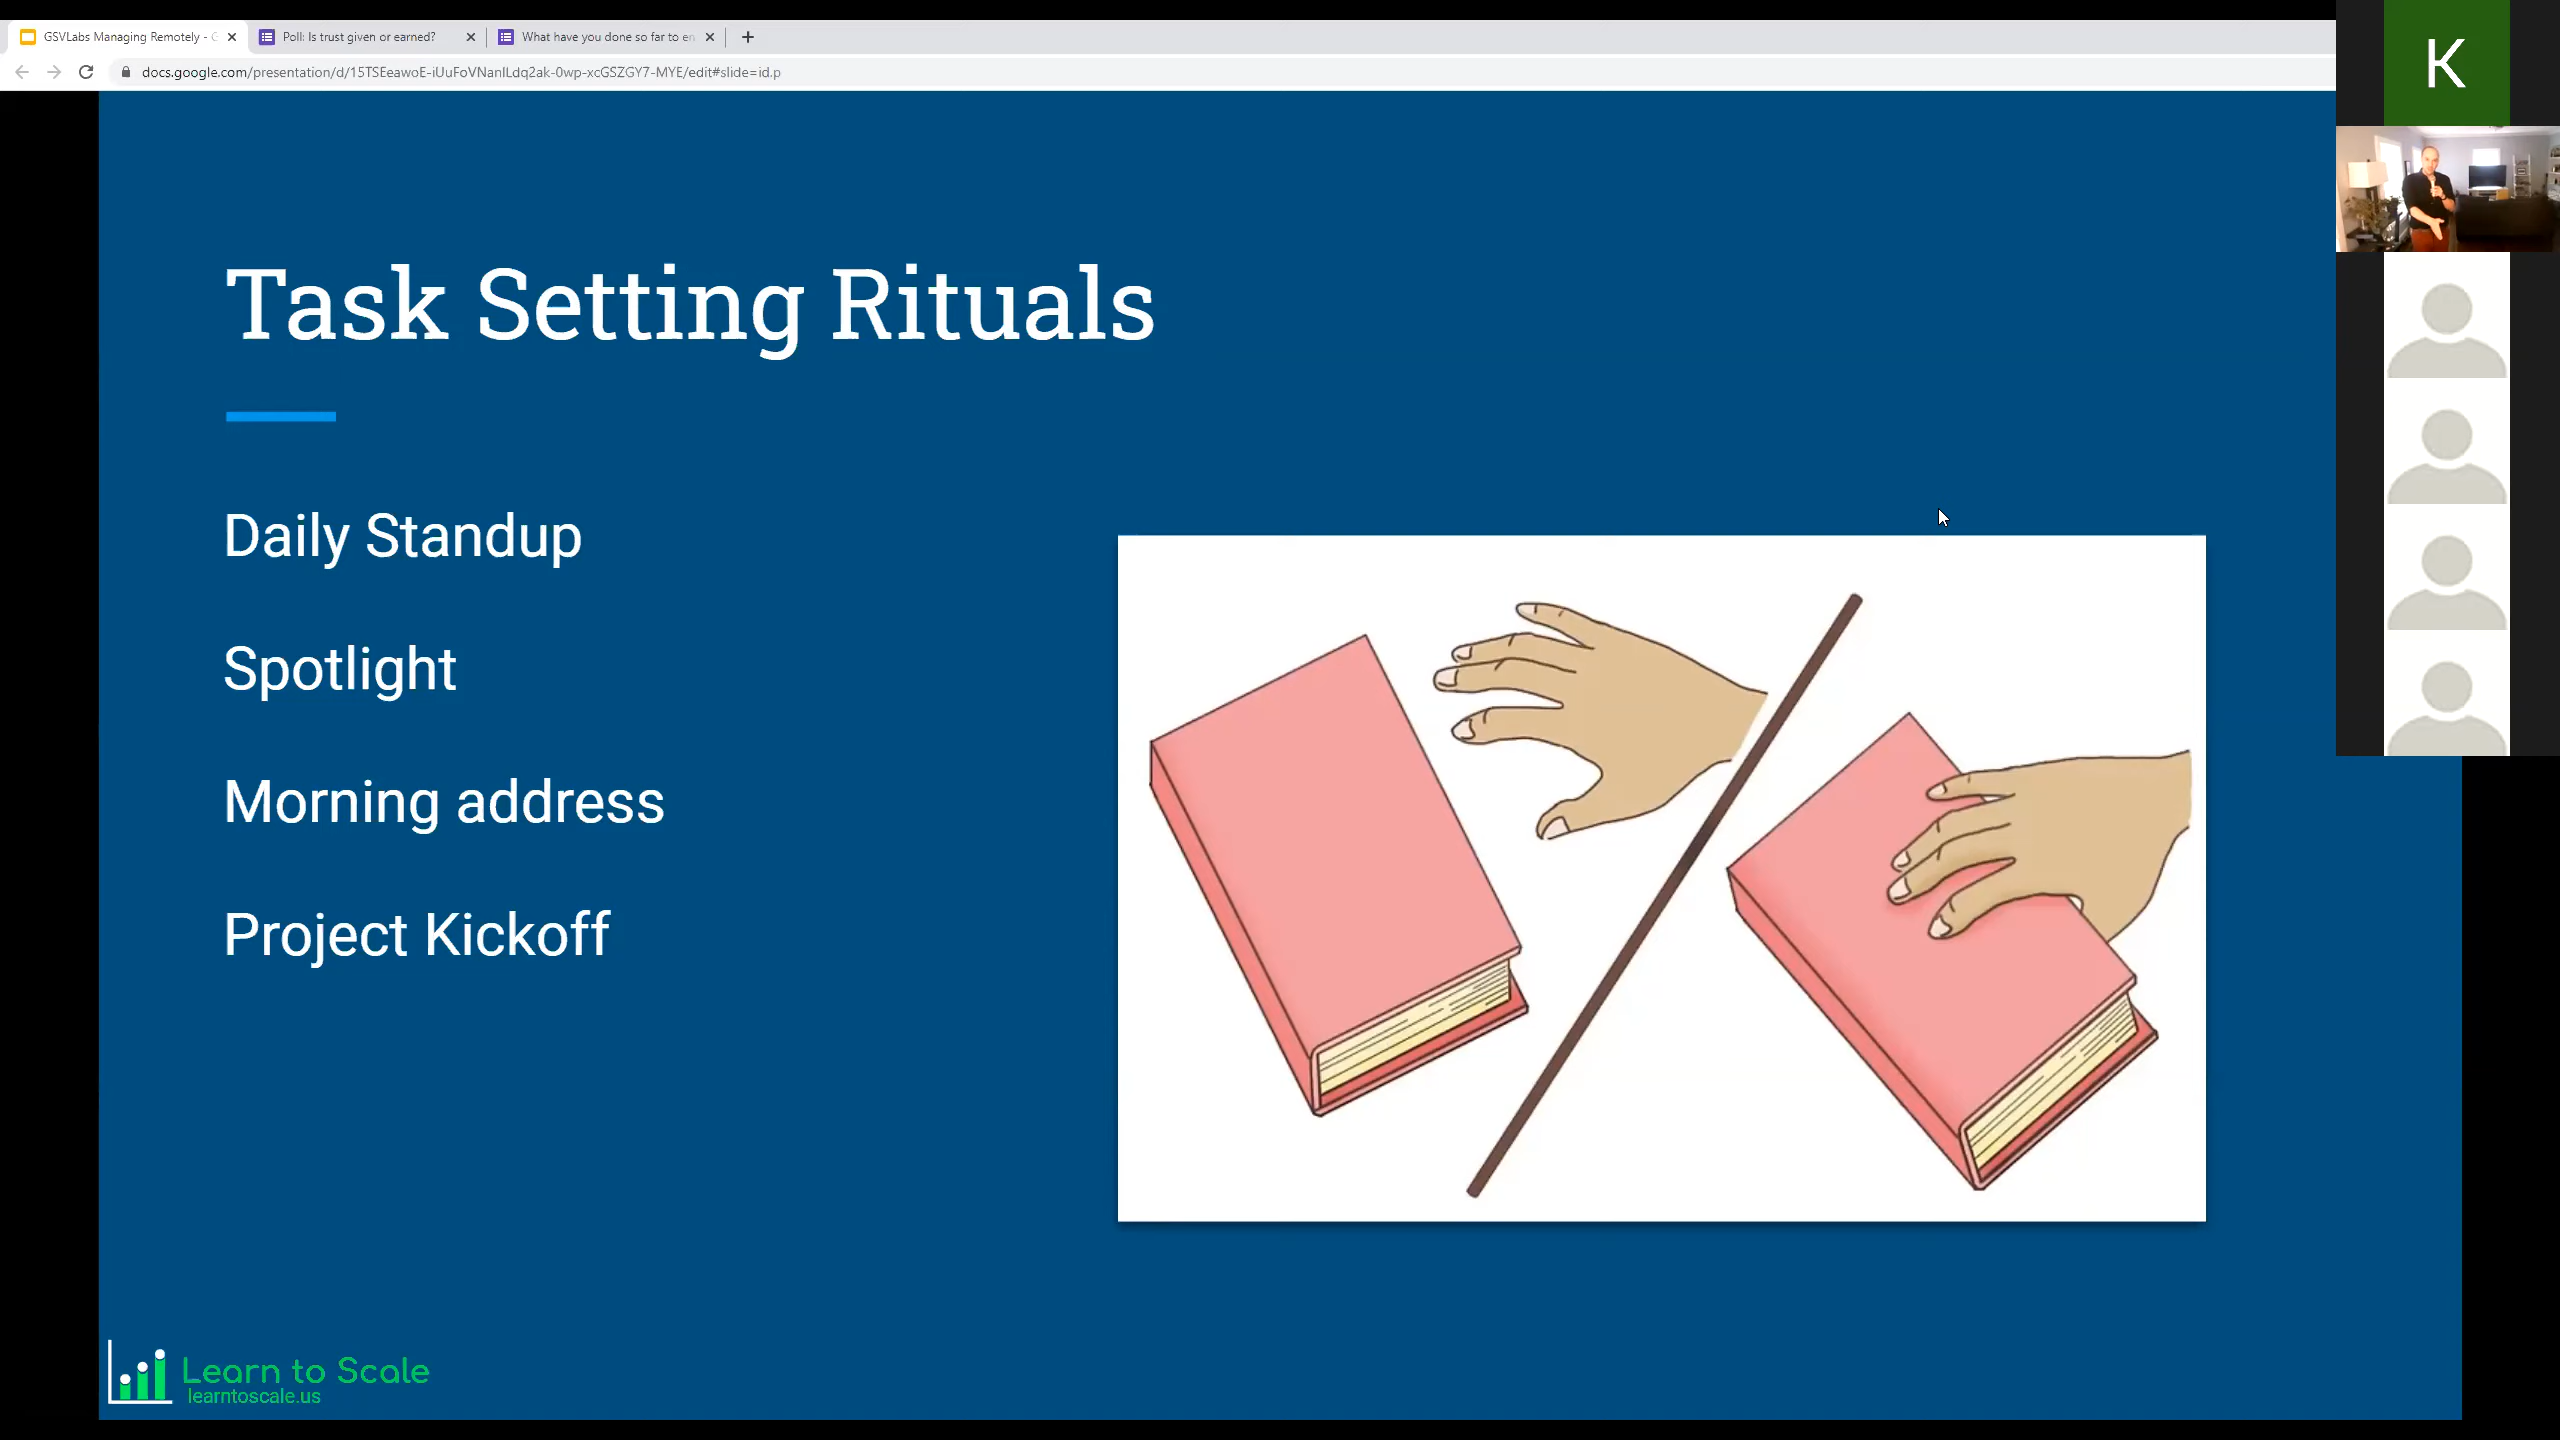 GSVLabs Managing Remotely - G
Poll: Is trust given or earned?
What have you done so far to en
docs.google.com/presentation/d/15TSEeawoE-iUuFoVNanILdq2ak-0wp-xcGSZGY7-MYE/edit#slide=id.p
K
Task Setting Rituals
Daily Standup
Spotlight
Morning address
Project Kickoff
Learn to Scale
learntoscale.us